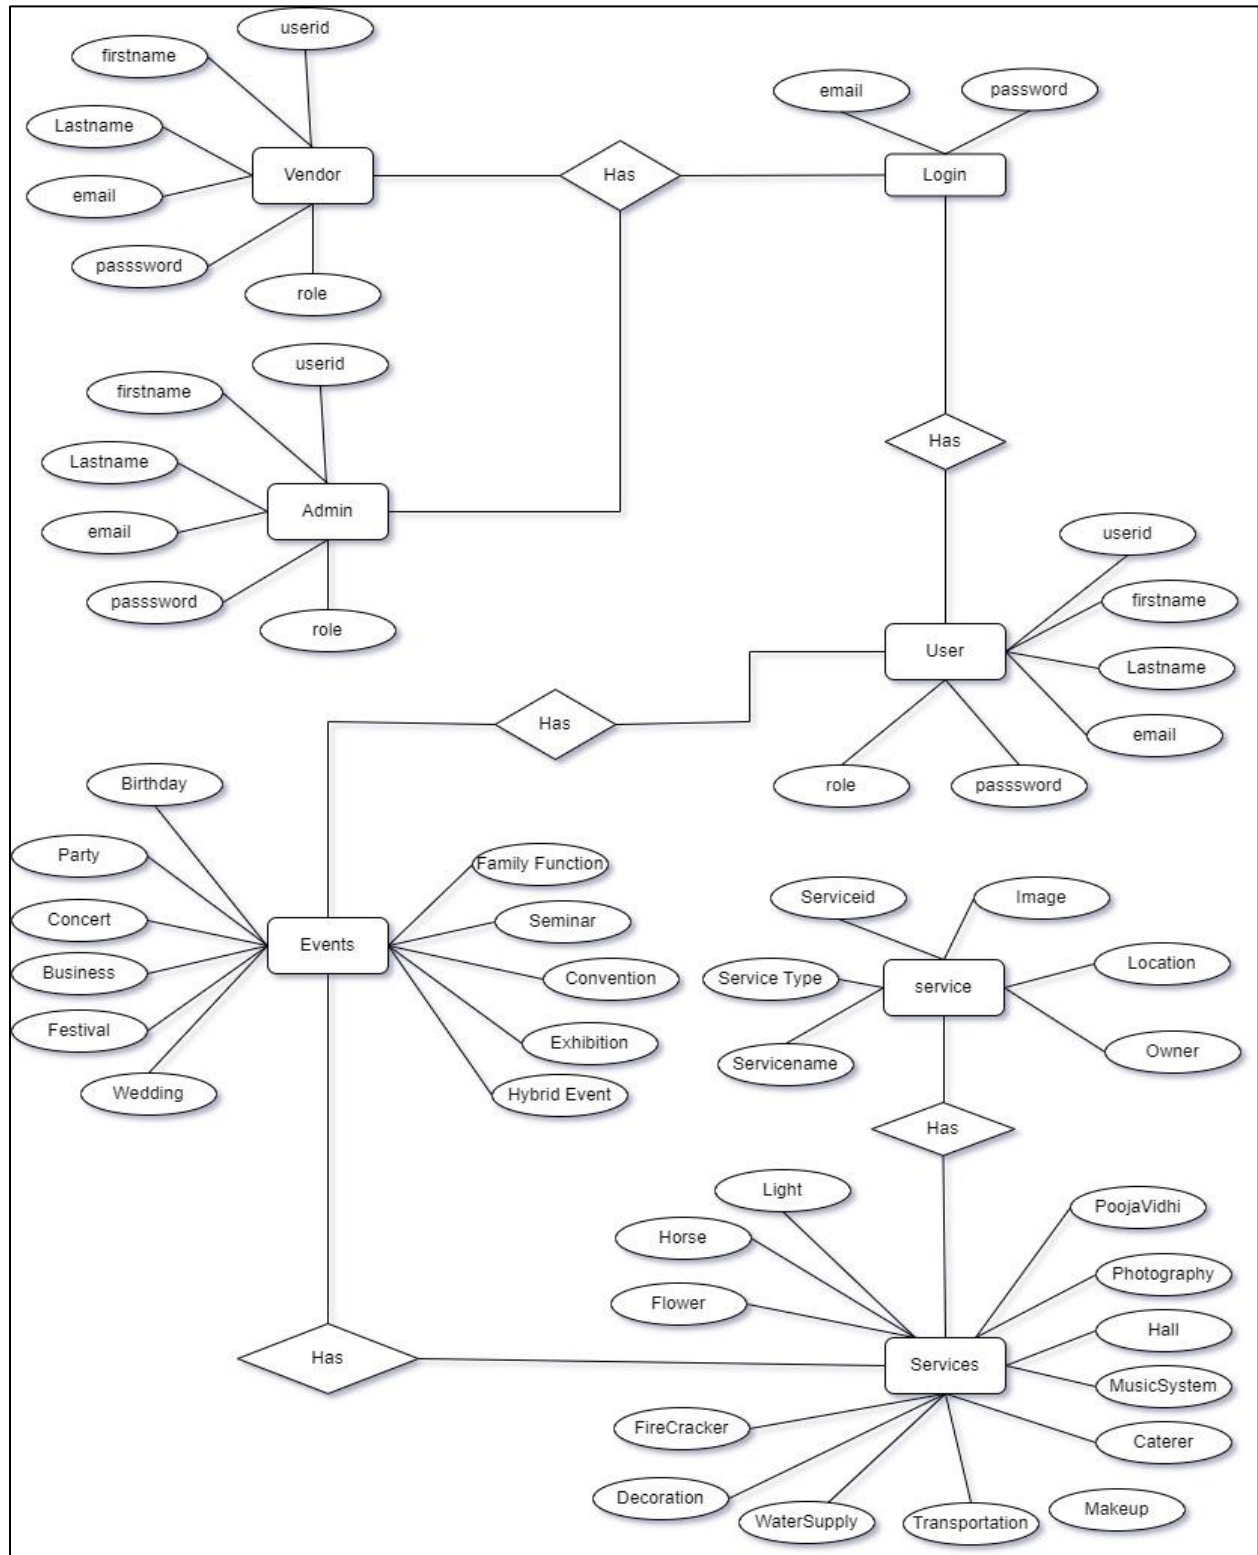 userid
firstname
Lastname
email
passsword
role
Vendor
Has
email
password
Login
userid
firstname
Lastname
email
passsword
role
Admin
Has
userid
firstname
Lastname
email
passsword
role
User
Has
Birthday
Party
Concert
Business
Festival
Wedding
Events
Family Function
Seminar
Convention
Exhibition
Hybrid Event
Serviceid
Image
Service Type
service
Location
Servicename
Owner
Has
Light
Horse
Flower
PoojaVidhi
Photography
Hall
Has
Services
MusicSystem
FireCracker
Caterer
Decoration
WaterSupply
Transportation
Makeup